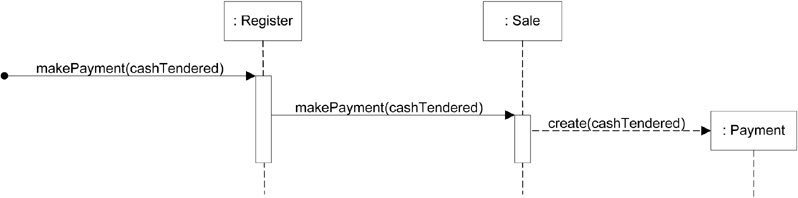 : Register
: Sale
makePayment(cashTendered)
makePayment(cashTendered)
create(cashTendered)
: Payment